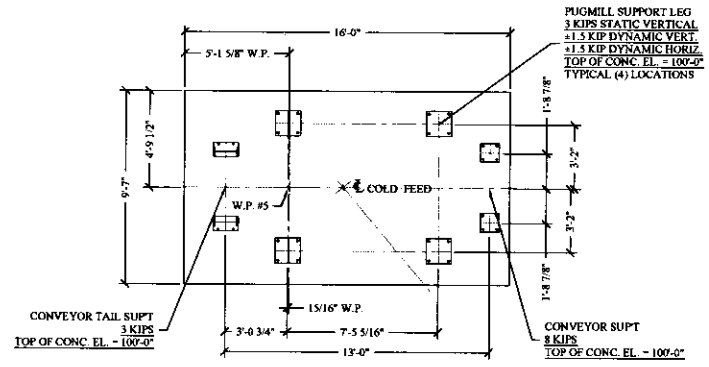 PUGMILL SUPPORT LEG
3 KIPS STATIC VERTICAL
±1.5 KIP DYNAMIC VERT.
±1.5 KIP DYNAMIC HORIZ.
TOP OF CONC. EL. = 100'-0"
TYPICAL (4) LOCATIONS
16'-0"
5'-1 5/8" W.P.
1'-8 7/8"
4'-9 1/2"
3'-2"
9'-7"
W.P. #5
℄ COLD FEED
3'-2"
1'-8 7/8"
15/16" W.P.
CONVEYOR TAIL SUP'T
3 KIPS
TOP OF CONC. EL. = 100'-0"
3'-0 3/4"
7'-5 5/16"
13'-0"
CONVEYOR SUPT
8 KIPS
TOP OF CONC. EL. = 100'-0"